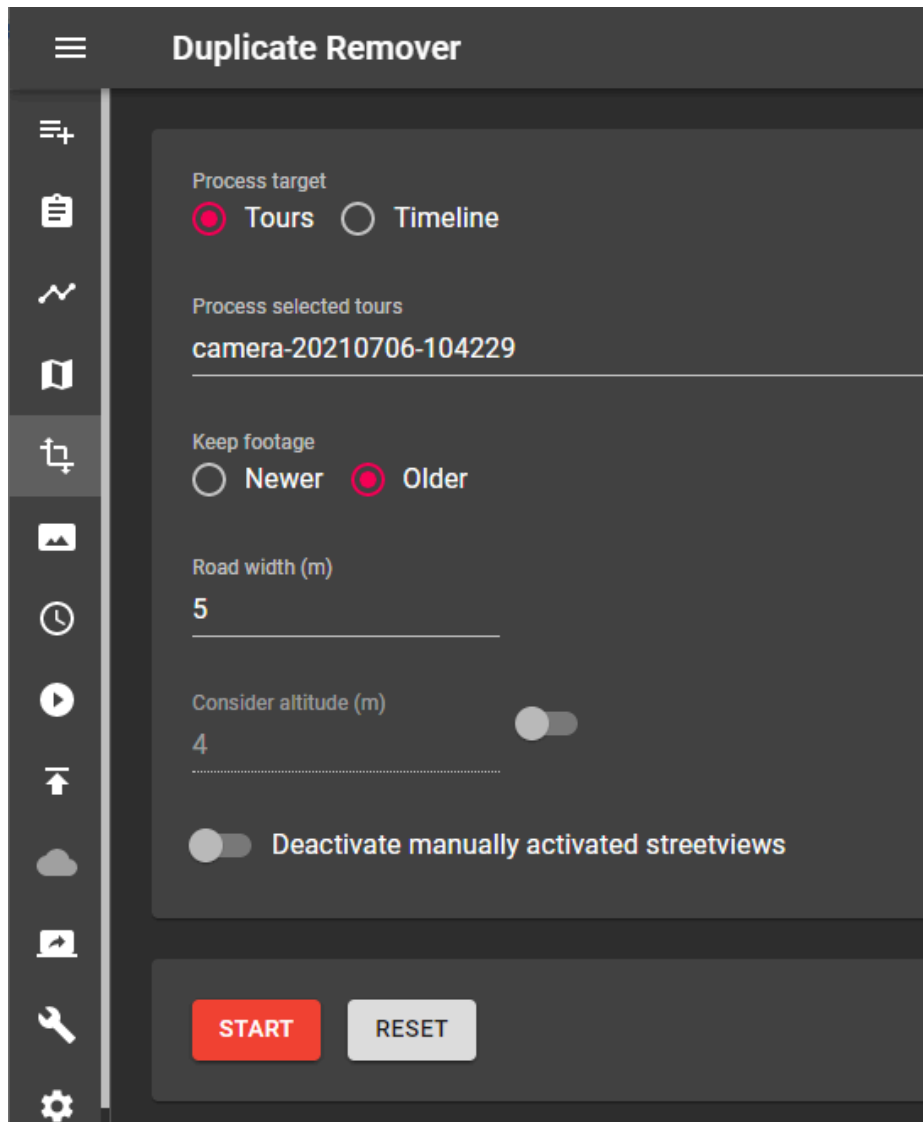 Duplicate Remover
Process target
Tours Timeline
Process selected tours
camera-20210706-104229
Keep footage
Newer Older
Road width (m)
5
Consider altitude (m)
4
Deactivate manually activated streetviews
START RESET